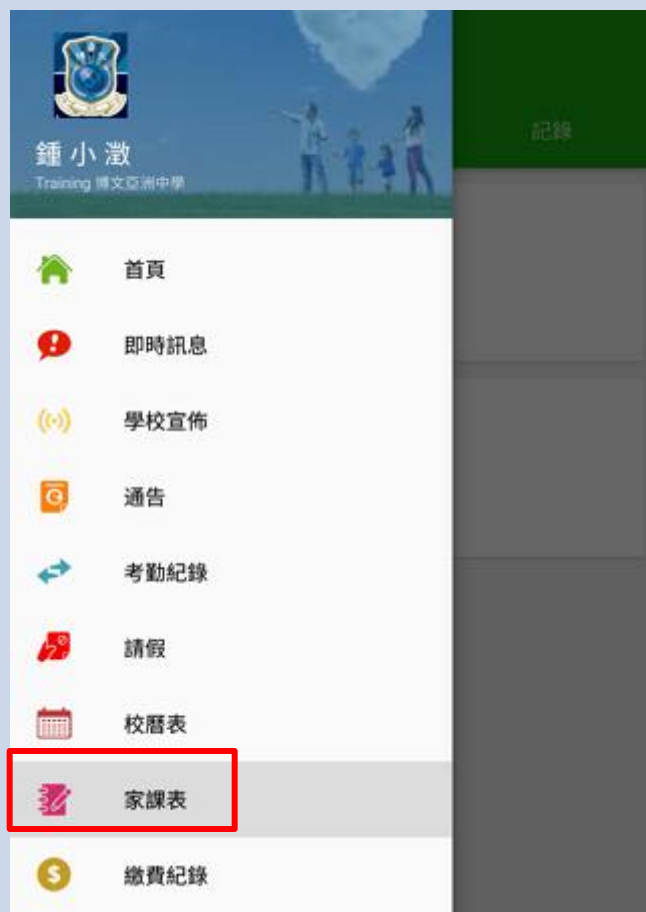 鍾小澂
Training 博文亞洲中學
記錄
首頁
即時訊息
學校宣佈
通告
考勤紀錄
請假
校曆表
家課表
繳費紀錄